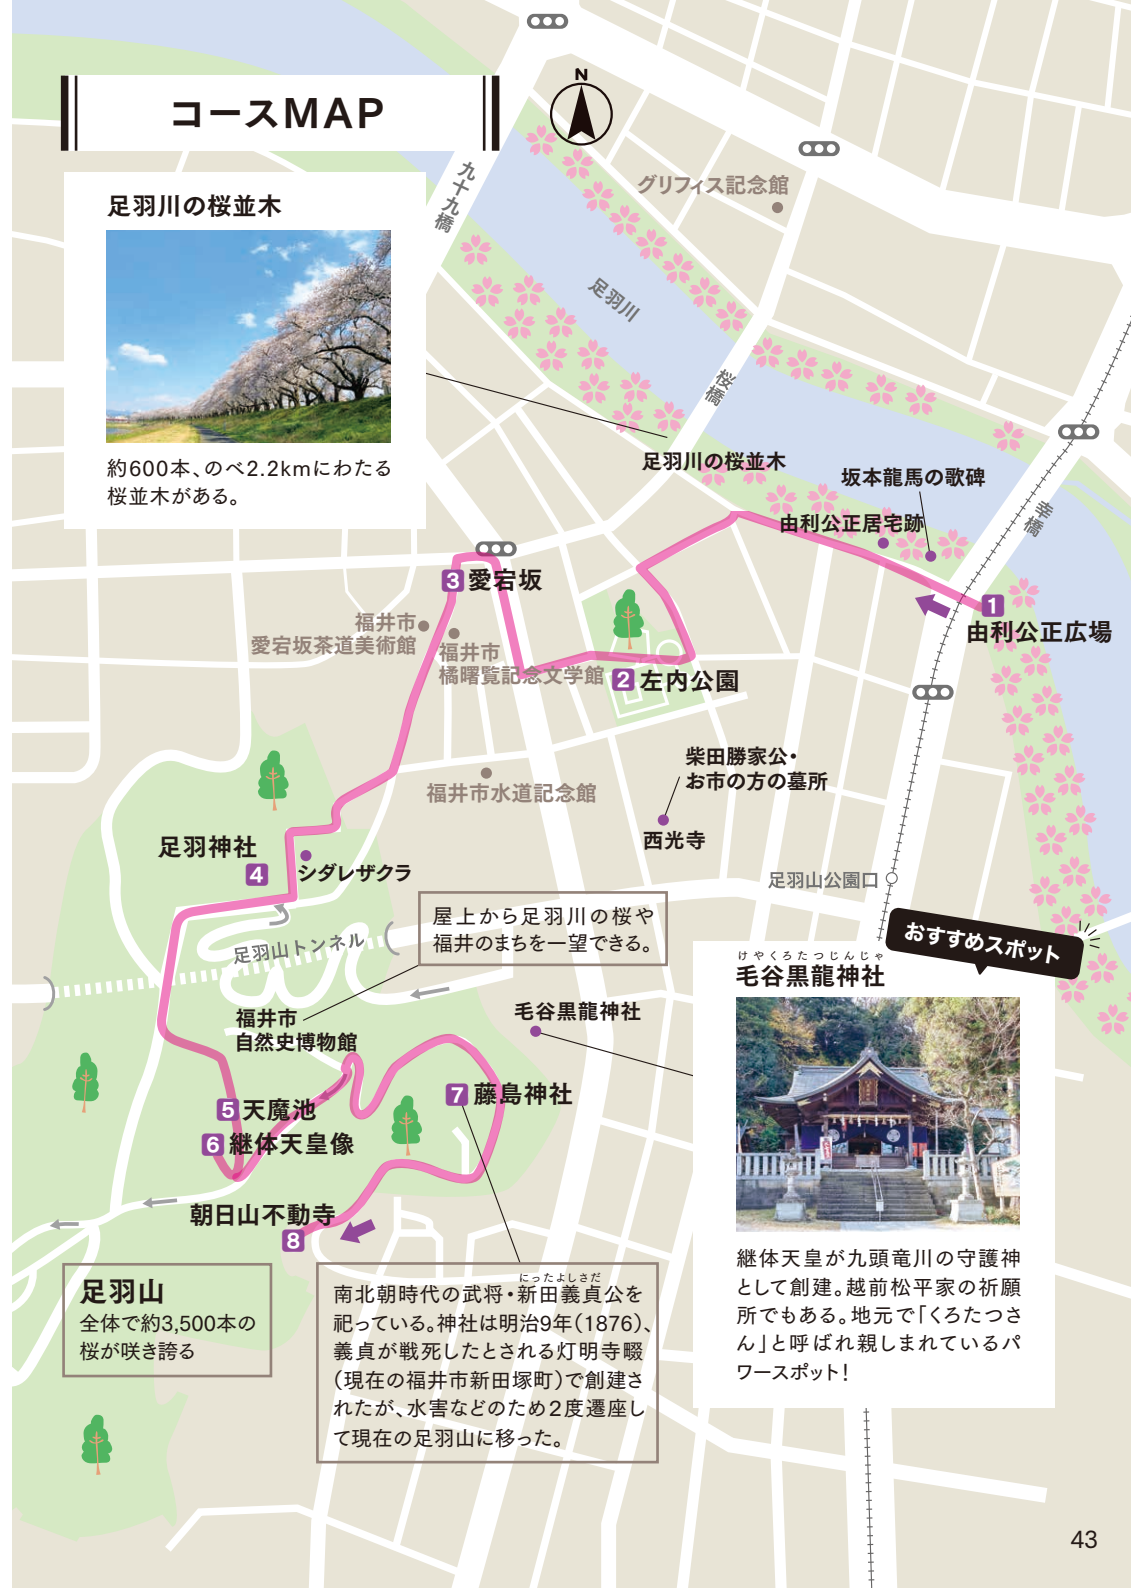 コースMAP
N
足羽川の桜並木
約600本、のべ2.2kmにわたる
桜並木がある。
九十九橋
グリフィス記念館
足羽川
桜橋
足羽川の桜並木
坂本龍馬の歌碑
由利公正居宅跡
幸橋
1
由利公正広場
3 愛宕坂
福井市
愛宕坂茶道美術館
福井市
橘曙覧記念文学館
2 左内公園
柴田勝家公・
お市の方の墓所
西光寺
福井市水道記念館
足羽神社
4
シダレザクラ
足羽山公園口
屋上から足羽川の桜や
福井のまちを一望できる。
足羽山トンネル
福井市
自然史博物館
おすすめスポット
けやくろたつじんじゃ
毛谷黒龍神社
毛谷黒龍神社
継体天皇が九頭竜川の守護神
として創建。越前松平家の祈願
所でもある。地元で「くろたつさ
ん」と呼ばれ親しまれているパ
ワースポット!
5 天魔池
6 継体天皇像
7 藤島神社
朝日山不動寺
8
足羽山
全体で約3,500本の
桜が咲き誇る
にったよしさだ
南北朝時代の武将・新田義貞公を
祀っている。神社は明治9年(1876)、
義貞が戦死したとされる灯明寺畷
(現在の福井市新田塚町)で創建さ
れたが、水害などのため2度遷座し
て現在の足羽山に移った。
43